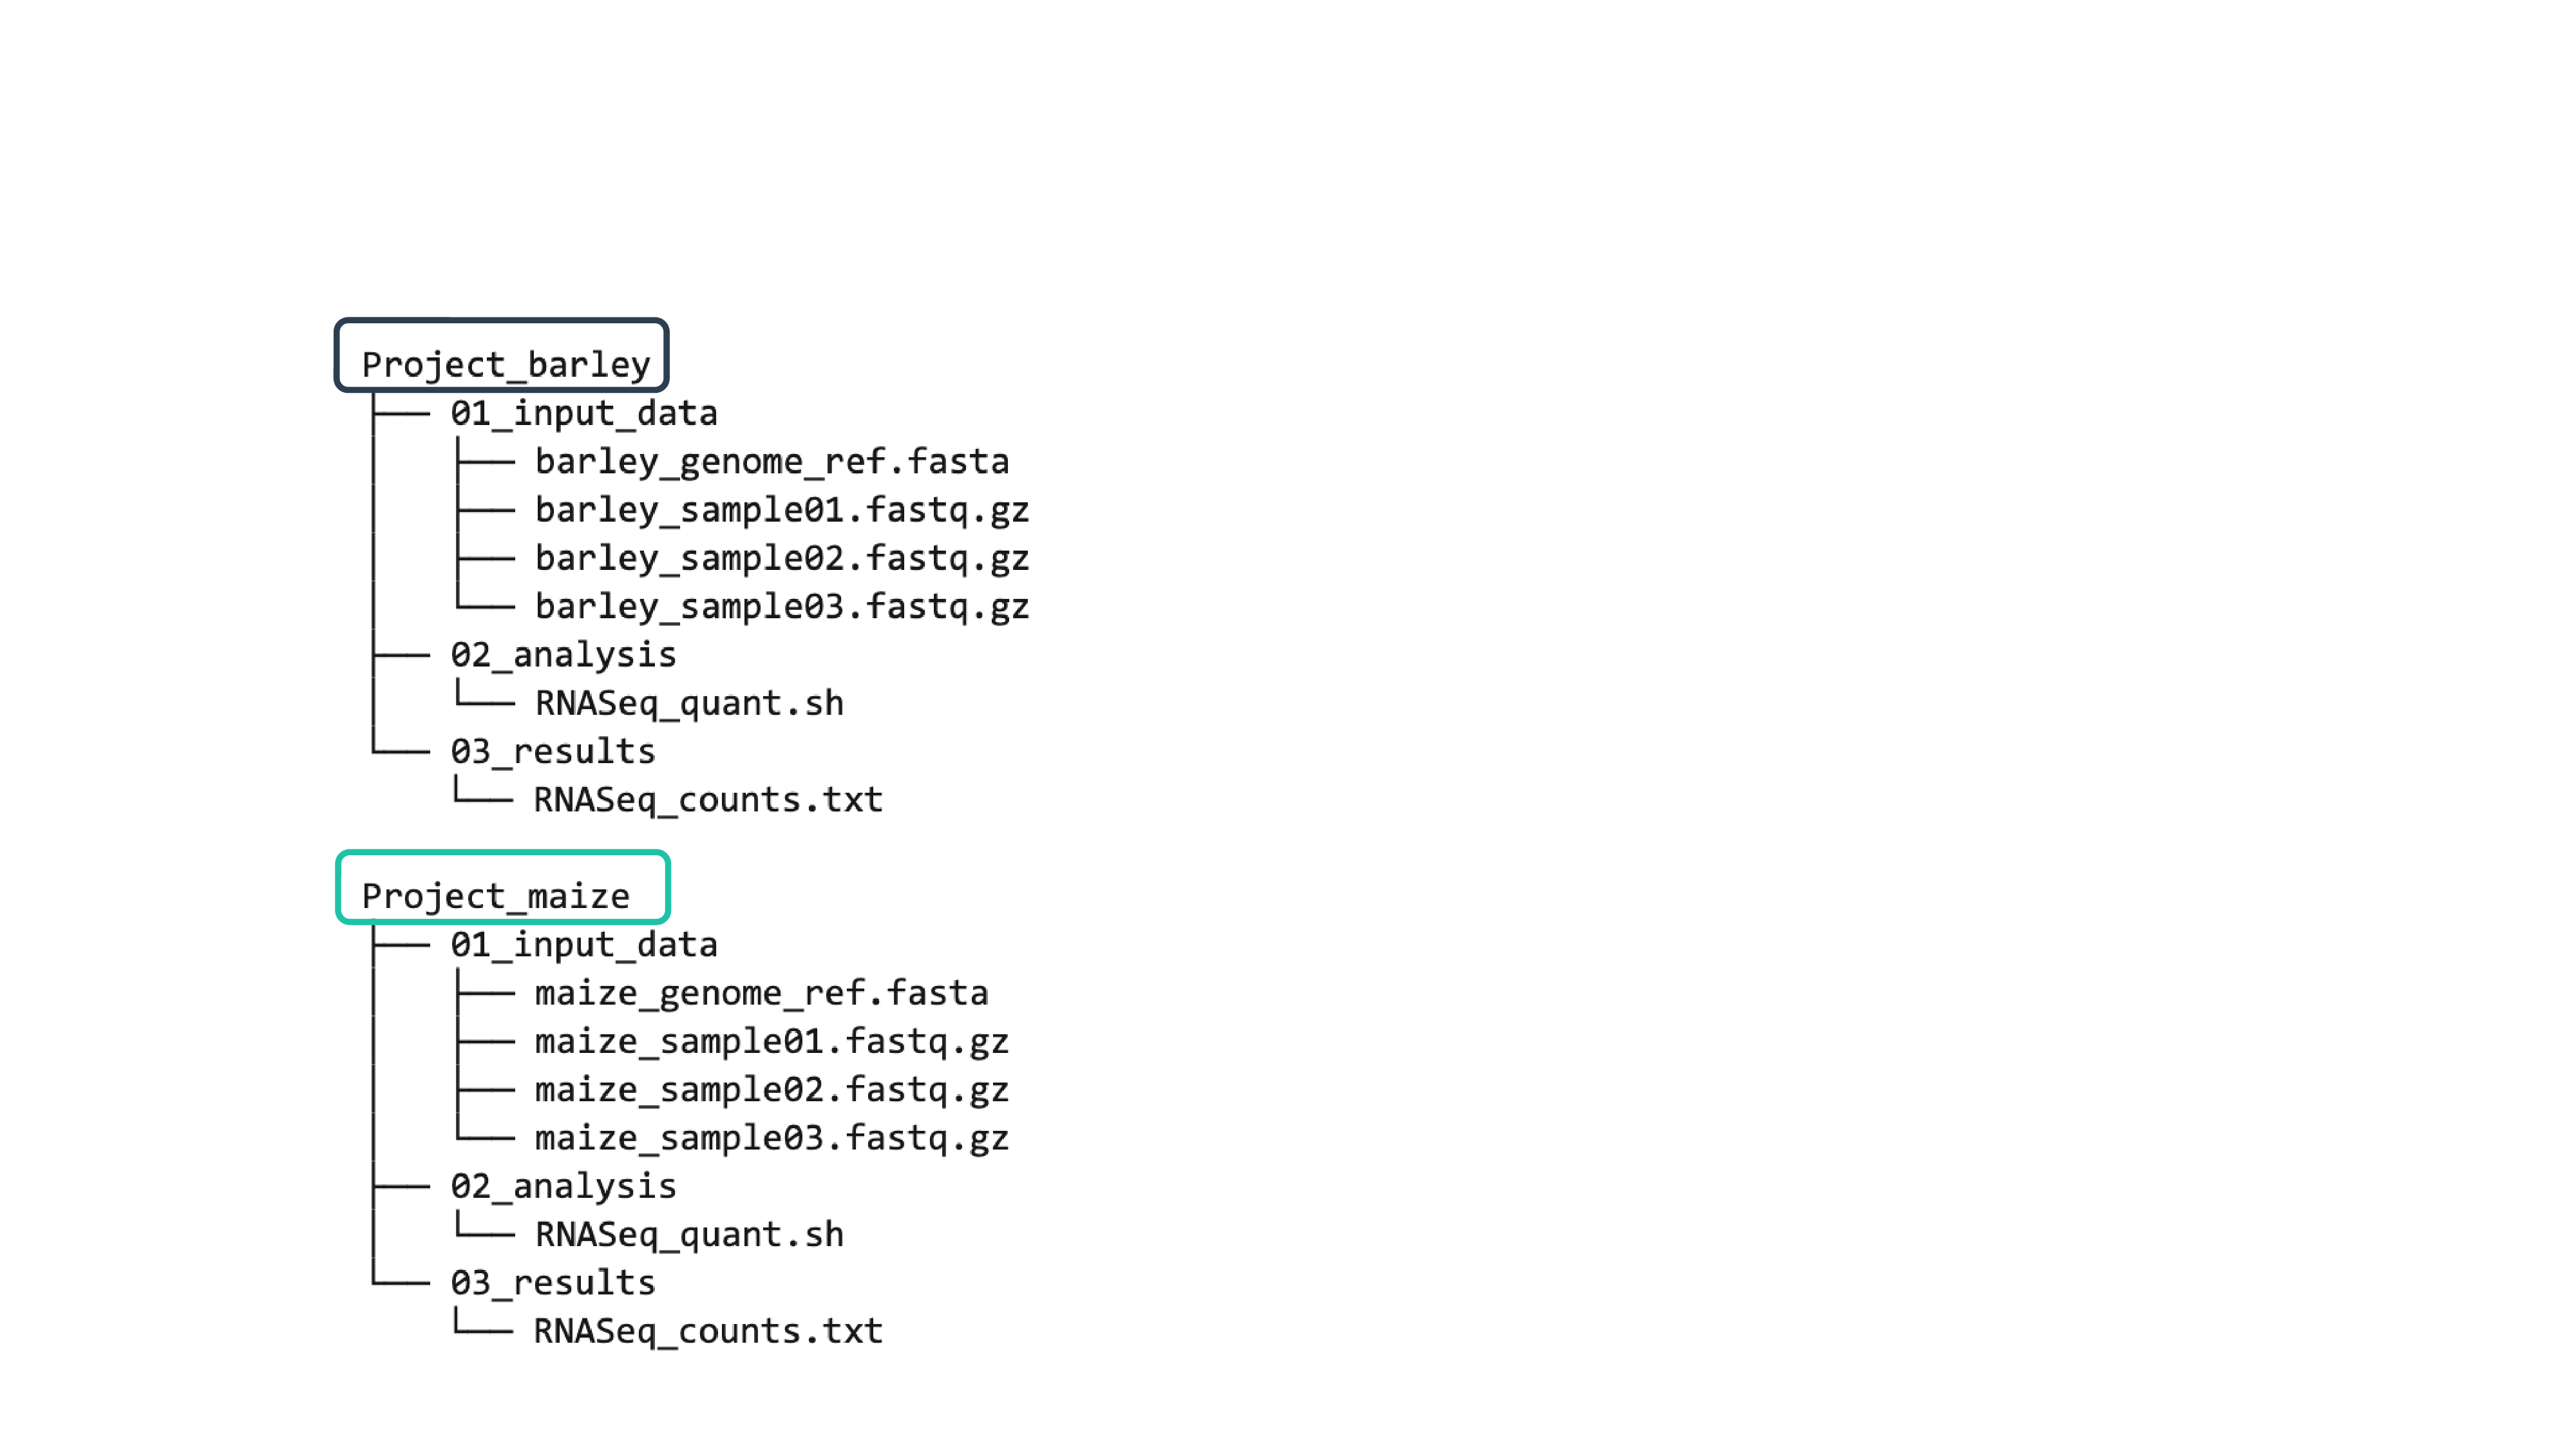 Project_barley
├── 01_input_data
│   ├── barley_genome_ref.fasta
│   ├── barley_sample01.fastq.gz
│   ├── barley_sample02.fastq.gz
│   └── barley_sample03.fastq.gz
├── 02_analysis
│   └── RNASeq_quant.sh
└── 03_results
    └── RNASeq_counts.txt
Project_maize
├── 01_input_data
│   ├── maize_genome_ref.fasta
│   ├── maize_sample01.fastq.gz
│   ├── maize_sample02.fastq.gz
│   └── maize_sample03.fastq.gz
├── 02_analysis
│   └── RNASeq_quant.sh
└── 03_results
    └── RNASeq_counts.txt